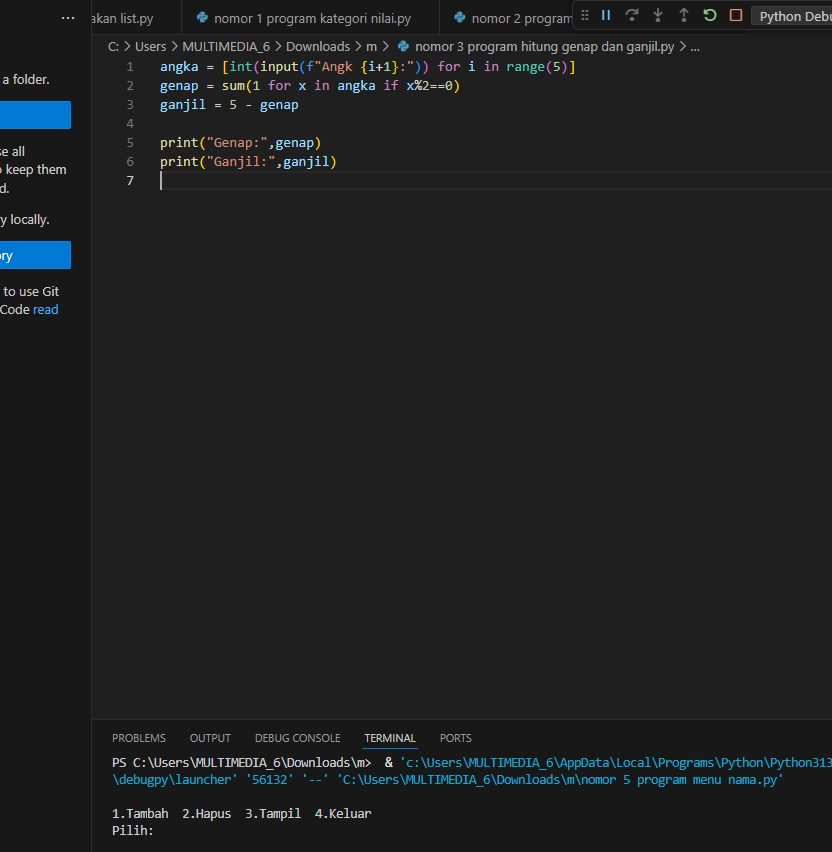 akan list.py
nomor 1 program kategori nilai.py
nomor 2 program
C: > Users > MULTIMEDIA_6 > Downloads > m > nomor 3 program hitung genap dan ganjil.py > ...
a folder.
se all
o keep them
d.
y locally.
ory
to use Git
Code read
1 angka = [int(input(f"Angk {i+1}:")) for i in range(5)]
2 genap = sum(1 for x in angka if x%2==0)
3 ganjil = 5 - genap
4
5 print("Genap:",genap)
6 print("Ganjil:",ganjil)
7
PROBLEMS OUTPUT DEBUG CONSOLE TERMINAL PORTS
PS C:\Users\MULTIMEDIA_6\Downloads\m> & 'c:\Users\MULTIMEDIA_6\AppData\Local\Programs\Python\Python313
\debugpy\launcher' '56132' '--' 'C:\Users\MULTIMEDIA_6\Downloads\m\nomor 5 program menu nama.py'
1.Tambah 2.Hapus 3.Tampil 4.Keluar
Pilih:
Python Debu